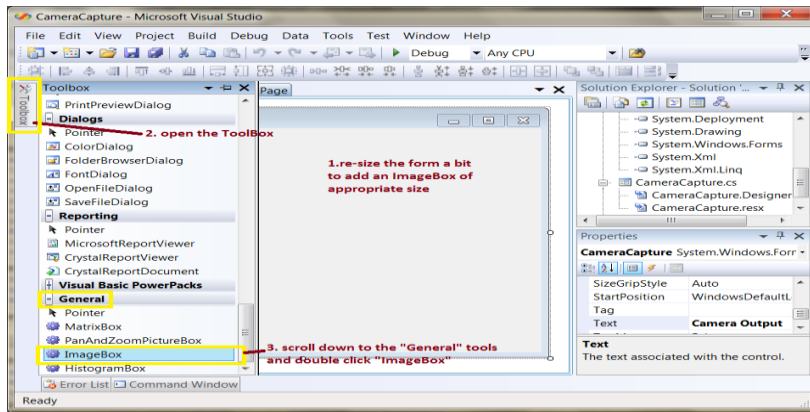 CameraCapture - Microsoft Visual Studio
File Edit View Project Build Debug Data Tools Test Window Help
Debug Any CPU
Toolbox
Toolbox
PrintPreviewDialog
Dialogs
Pointer
ColorDialog
FolderBrowserDialog
FontDialog
OpenFileDialog
SaveFileDialog
Reporting
Pointer
MicrosoftReportViewer
CrystalReportViewer
CrystalReportDocument
Visual Basic PowerPacks
General
Pointer
MatrixBox
PanAndZoomPictureBox
ImageBox
HistogramBox
Error List Command Window
Ready
Page
2. open the ToolBox
1.re-size the form a bit
to add an ImageBox of
appropriate size
3. scroll down to the "General" tools
and double click "ImageBox"
Solution Explorer - Solution '...
System.Deployment
System.Drawing
System.Windows.Forms
System.Xml
System.Xml.Linq
CameraCapture.cs
CameraCapture.Designer
CameraCapture.resx
Properties
CameraCapture System.Windows.Forr
SizeGripStyle Auto
StartPosition WindowsDefaultL
Tag
Text Camera Output
Text
The text associated with the control.